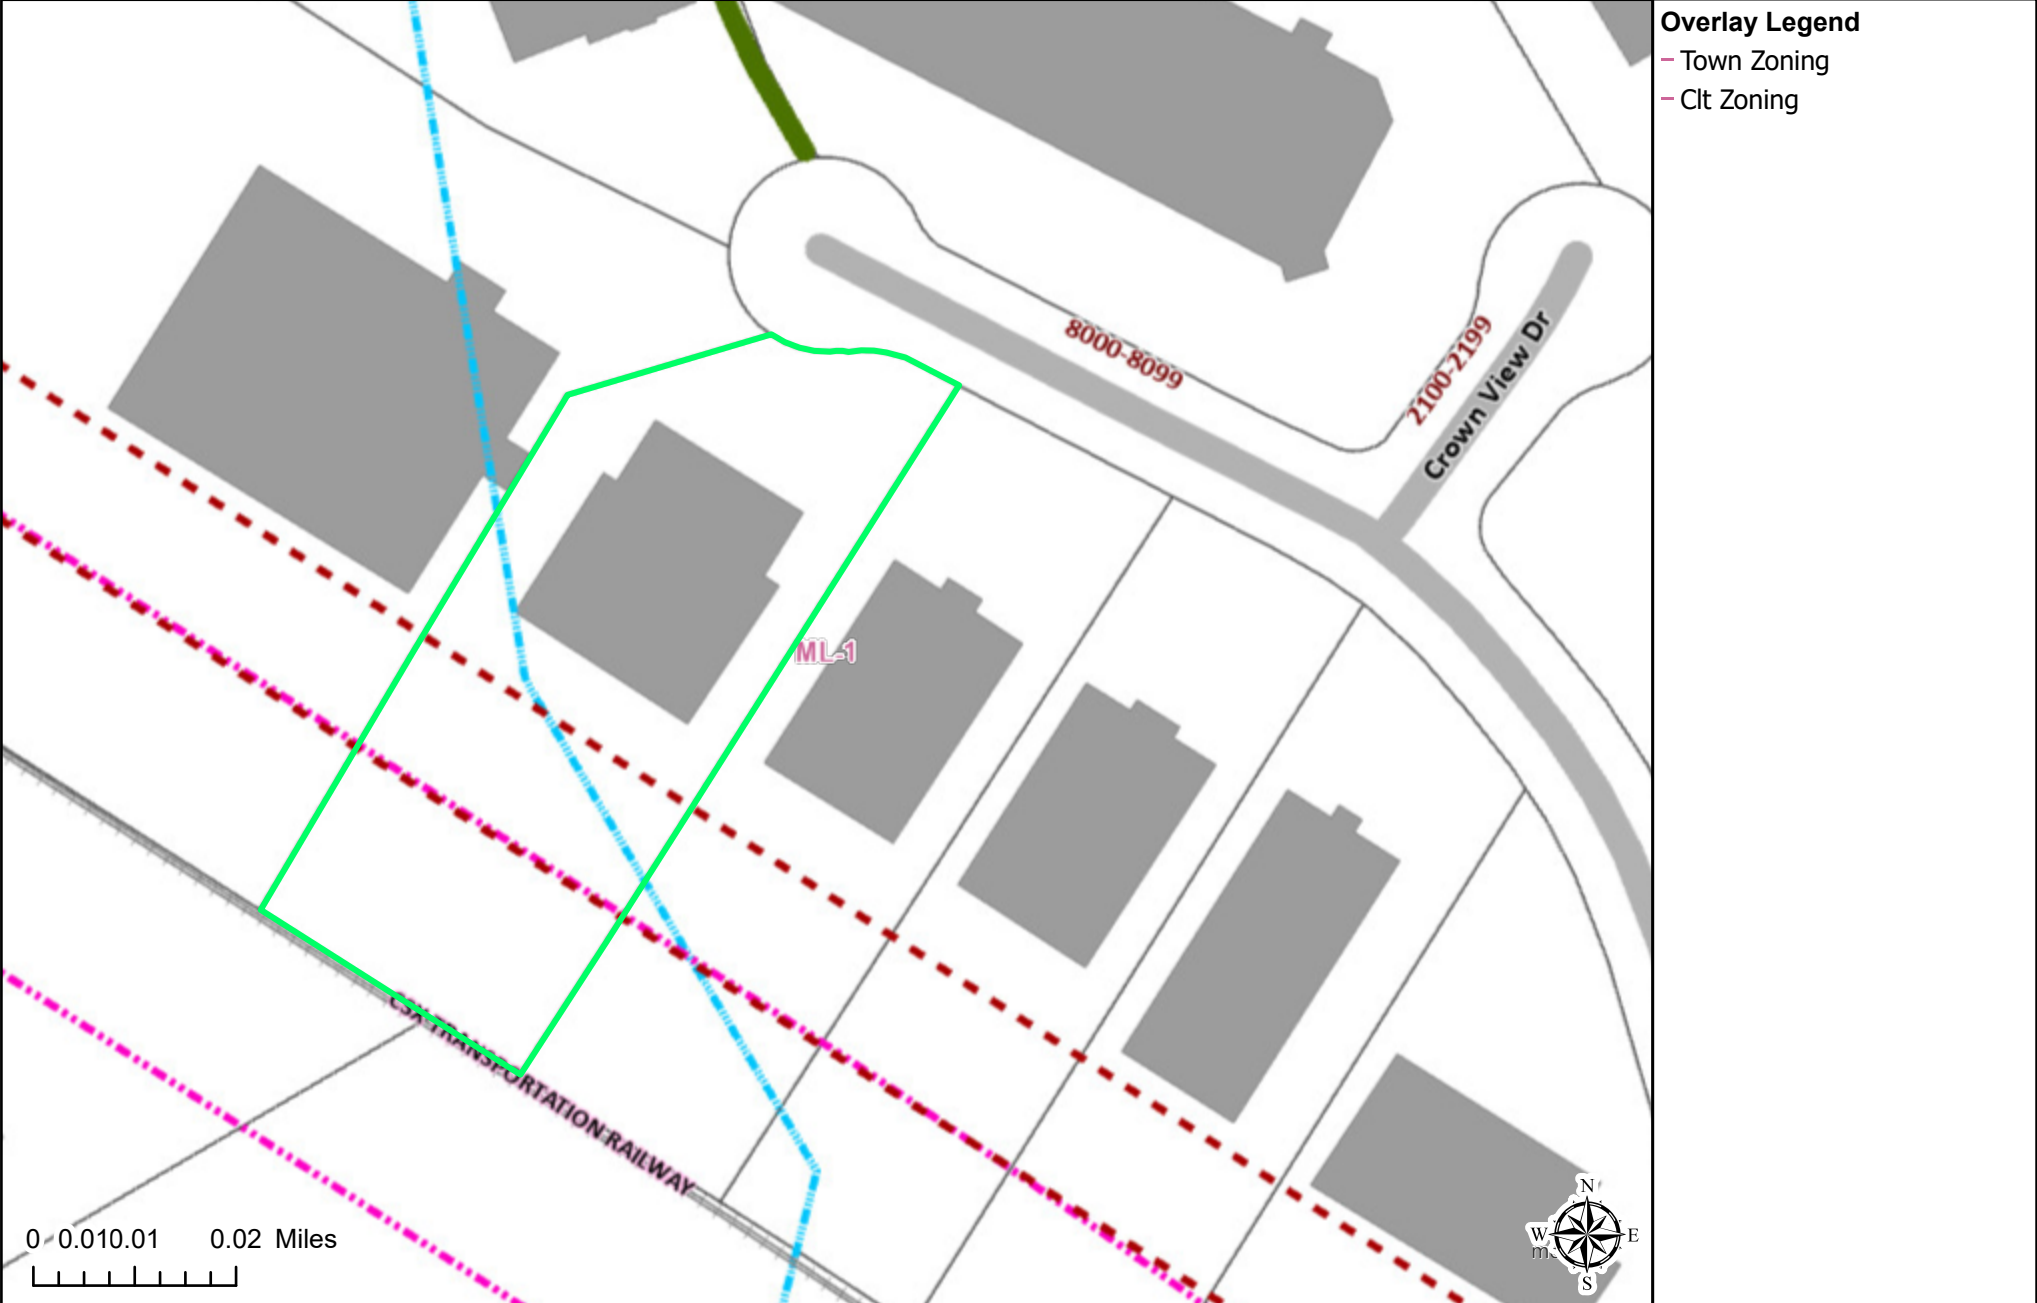 Overlay Legend
Town Zoning
Clt Zoning
8000-8099
2100-2199
Crown View Dr
ML-1
CSX TRANSPORTATION RAILWAY
0 0.010.01 0.02 Miles
N
W E
S